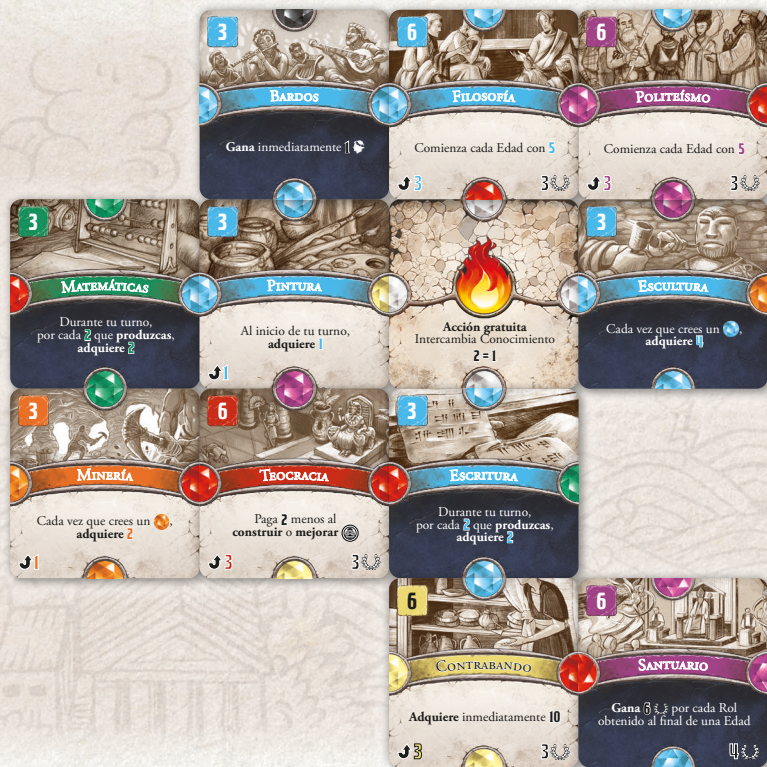 3
BARDOS
Gana inmediatamente 1
6
FILOSOFÍA
Comienza cada Edad con 5
3
3
6
POLITEÍSMO
Comienza cada Edad con 5
3
3
3
MATEMÁTICAS
Durante tu turno,
por cada 2 que produzcas,
adquiere 2
3
PINTURA
Al inicio de tu turno,
adquiere 1
1
Acción gratuita
Intercambia Conocimiento
2 = 1
3
ESCULTURA
Cada vez que crees un ,
adquiere 4
3
MINERÍA
Cada vez que crees un ,
adquiere 2
1
6
TEOCRACIA
Paga 2 menos al
construir o mejorar
3
3
3
ESCRITURA
Durante tu turno,
por cada 2 que produzcas,
adquiere 2
6
CONTRABANDO
Adquiere inmediatamente 10
3
3
6
SANTUARIO
Gana 6 por cada Rol
obtenido al final de una Edad
4